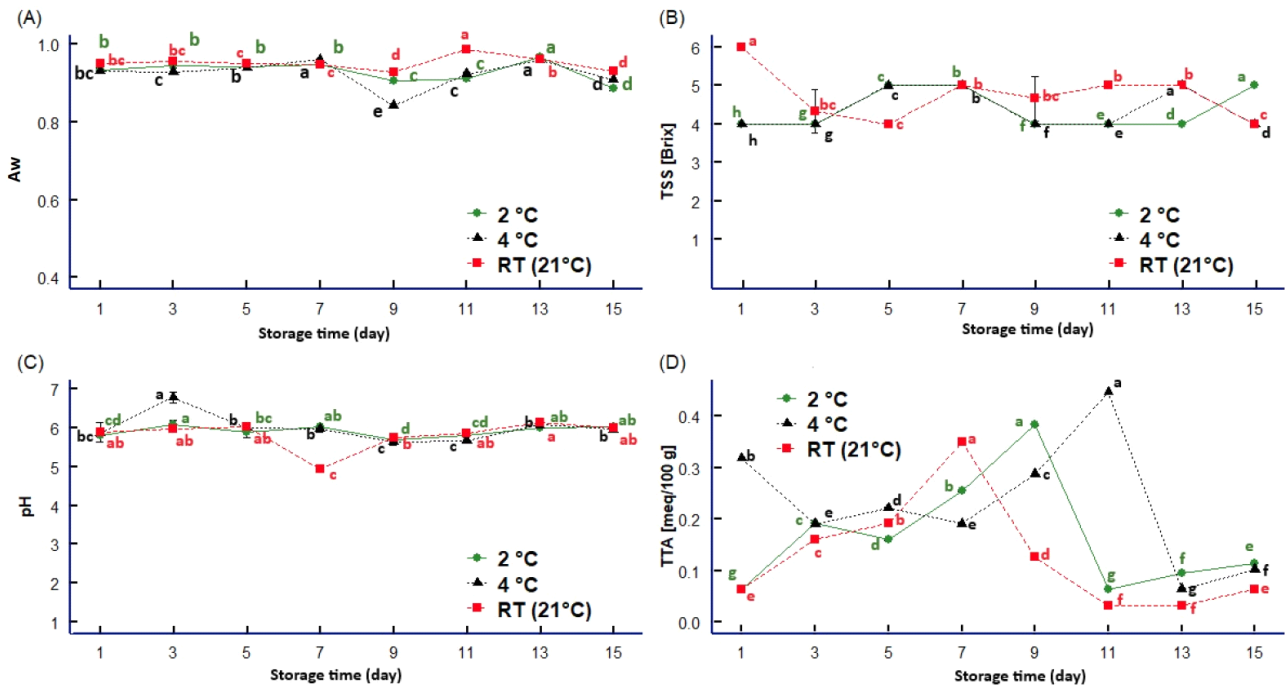 (A)
1.0
0.8
0.6
0.4
Aw
b b b b a
bc bc c a d c
bc c b a c e c c a b d d
d
2 °C
4 °C
RT (21°C)
1 3 5 7 9 11 13 15
Storage time (day)
(B)
6
5
4
3
2
1
TSS [Brix]
a
c b b b b a
bc bc a
c b
h g c f e d c
h g f e d
2 °C
4 °C
RT (21°C)
1 3 5 7 9 11 13 15
Storage time (day)
(C)
7
6
5
4
3
2
1
pH
a
cd a b bc ab d cd ab ab
bc ab ab ab b c b c ab b a b ab
c
2 °C
4 °C
RT (21°C)
1 3 5 7 9 11 13 15
Storage time (day)
(D)
0.4
0.3
0.2
0.1
0.0
TTA [meq/100 g]
2 °C
4 °C
RT (21°C)
a
a
a
b b c
c e d b e
c d d
g g f e
e f g f f e
1 3 5 7 9 11 13 15
Storage time (day)